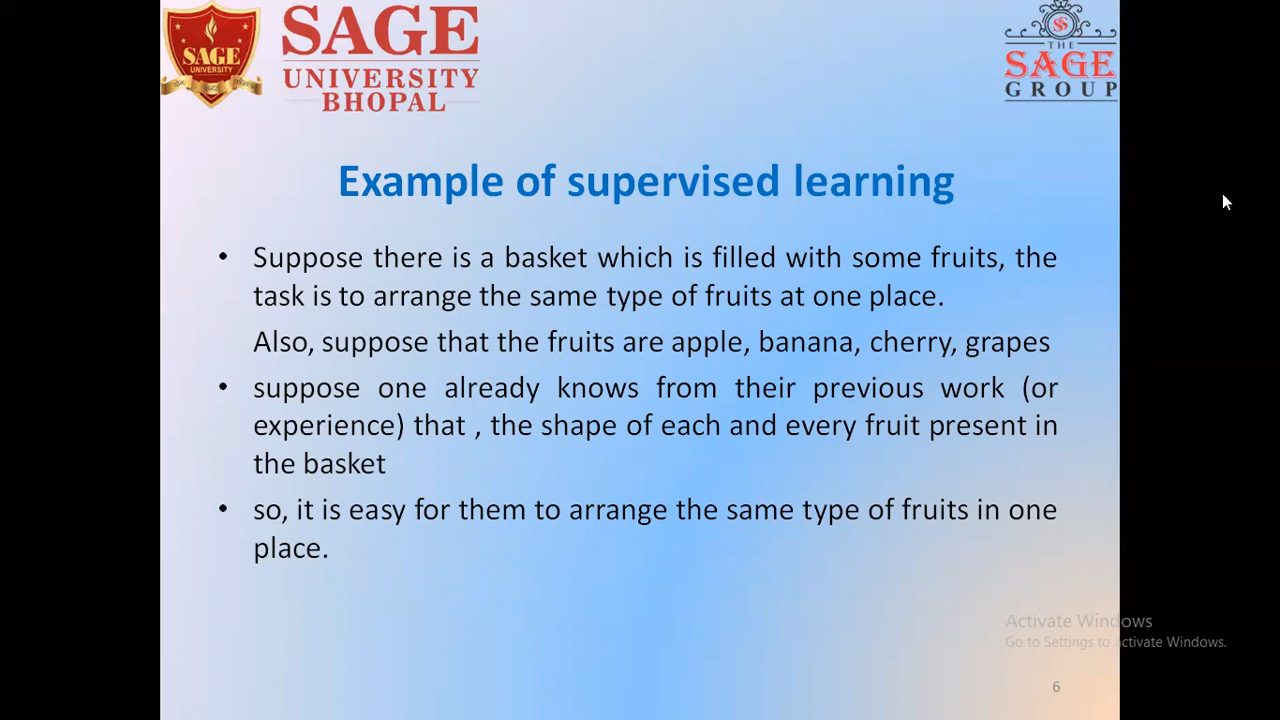 SAGE
UNIVERSITY
SAGE
UNIVERSITY
BHOPAL
THE
SAGE
GROUP
Example of supervised learning
• Suppose there is a basket which is filled with some fruits, the
task is to arrange the same type of fruits at one place.
Also, suppose that the fruits are apple, banana, cherry, grapes
• suppose one already knows from their previous work (or
experience) that , the shape of each and every fruit present in
the basket
• so, it is easy for them to arrange the same type of fruits in one
place.
Activate Windows
Go to Settings to activate Windows.
6